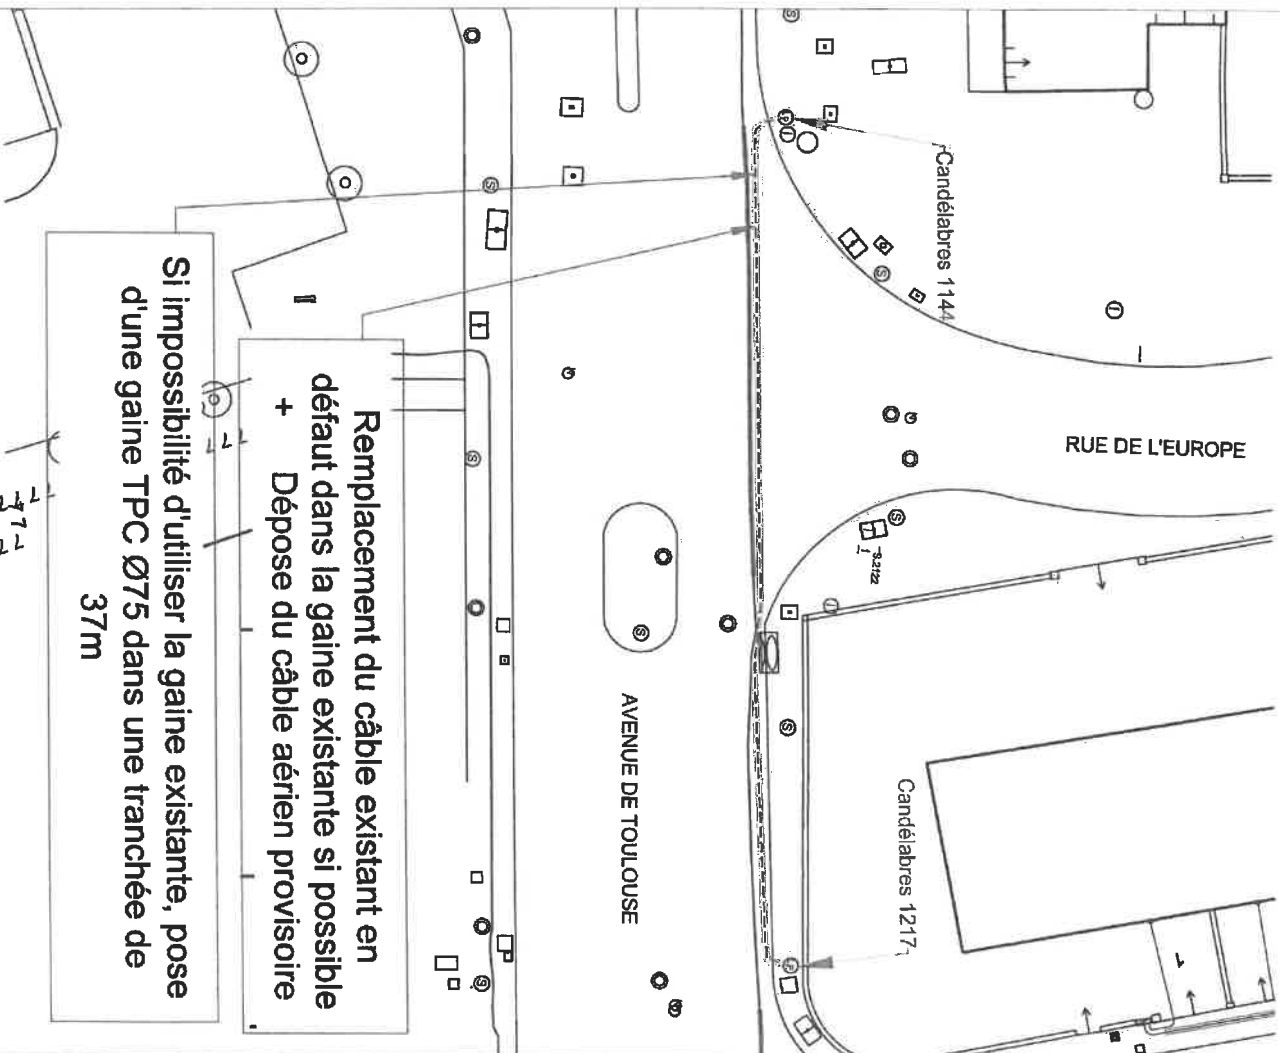 Candélabres 1144
RUE DE L'EUROPE
Candélabres 1217
AVENUE DE TOULOUSE
Remplacement du câble existant en
défaut dans la gaine existante si possible
+ Dépose du câble aérien provisoire
Si impossibilité d'utiliser la gaine existante, pose
d'une gaine TPC Ø75 dans une tranchée de
37m